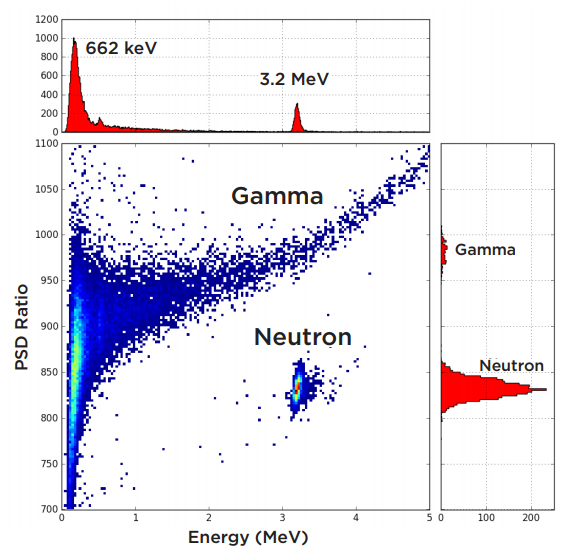 1200
1000
800
600
400
200
0
662 keV
3.2 MeV
1100
1050
1000
950
900
850
800
750
700
PSD Ratio
Gamma
Neutron
0 1 2 3 4 5
Energy (MeV)
Gamma
Neutron
0 100 200